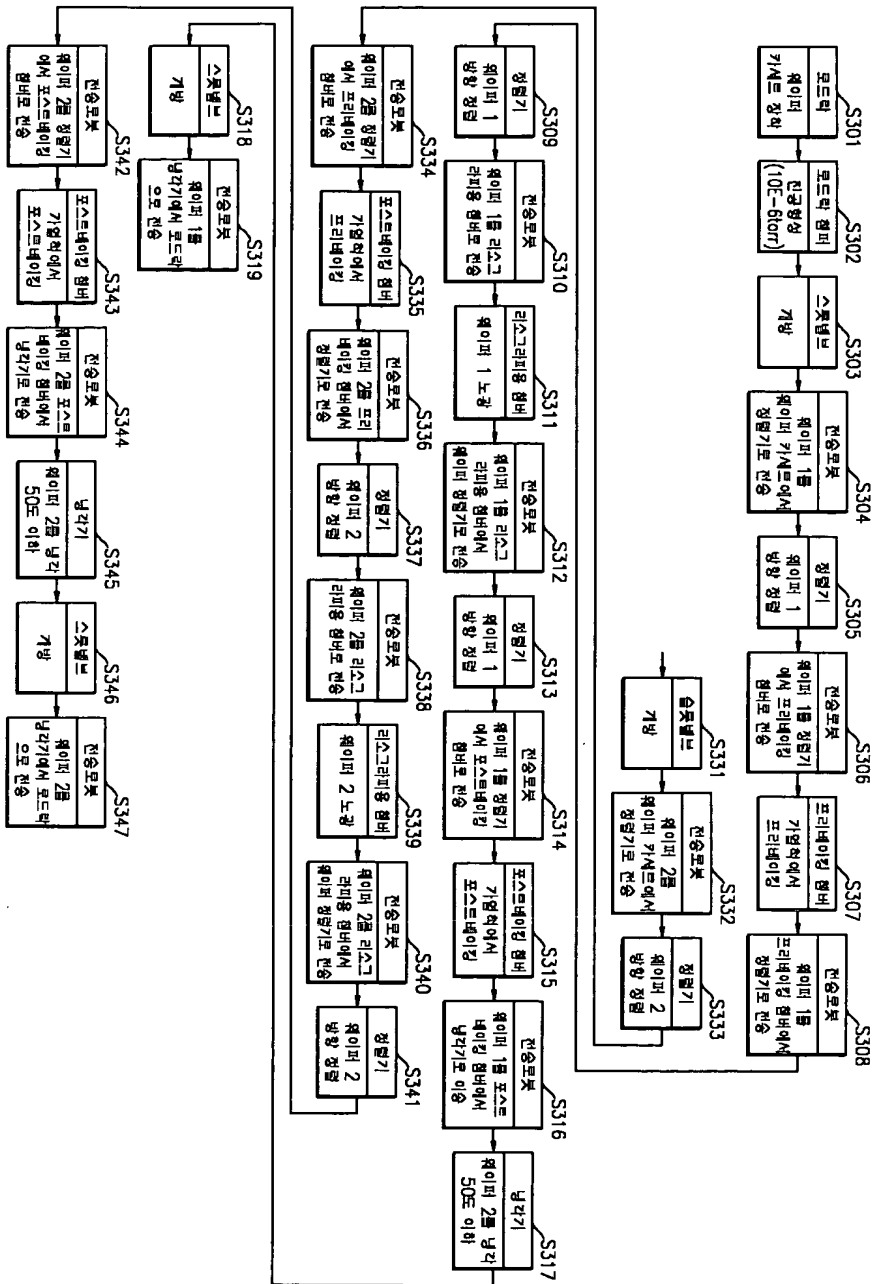 S301
로드락
웨이퍼
카세트 장착
S302
로드락 챔버
진공형성
(10E-6torr)
S303
스롯밸브
개방
S304
전송로봇
웨이퍼 1을
웨이퍼 카세트에서
정렬기로 전송
S305
정렬기
웨이퍼 1
방향 정렬
S306
전송로봇
웨이퍼 1을 정렬기
에서 프리베이킹
챔버로 전송
S307
프리베이킹 챔버
가열척에서
프리베이킹
S308
전송로봇
웨이퍼 1을
프리베이킹 챔버에서
정렬기로 전송
S331
슬롯밸브
개방
S332
전송로봇
웨이퍼 2를
웨이퍼 카세트에서
정렬기로 전송
S333
정렬기
웨이퍼 2
방향 정렬
S309
정렬기
웨이퍼 1
방향 정렬
S310
전송로봇
웨이퍼 1을 리소그
라피용 챔버로 전송
S311
리소그라피용 챔버
웨이퍼 1 노광
S312
전송로봇
웨이퍼 1을 리소그
라피용 챔버에서
웨이퍼 정렬기로 전송
S313
정렬기
웨이퍼 1
방향 정렬
S314
전송로봇
웨이퍼 1을 정렬기
에서 포스트베이킹
챔버로 전송
S315
포스트베이킹 챔버
가열척에서
포스트베이킹
S316
전송로봇
웨이퍼 1을 포스트
베이킹 챔버에서
냉각기로 이송
S317
냉각기
웨이퍼 2를 냉각
50도 이하
S334
전송로봇
웨이퍼 2를 정렬기
에서 프리베이킹
챔버로 전송
S335
포스트베이킹 챔버
가열척에서
프리베이킹
S336
전송로봇
웨이퍼 2를 프리
베이킹 챔버에서
정렬기로 전송
S337
정렬기
웨이퍼 2
방향 정렬
S338
전송로봇
웨이퍼 2를 리소그
라피용 챔버로 전송
S339
리소그라피용 챔버
웨이퍼 2 노광
S340
전송로봇
웨이퍼 2를 리소그
라피용 챔버에서
웨이퍼 정렬기로 전송
S341
정렬기
웨이퍼 2
방향 정렬
S318
스롯밸브
개방
S319
전송로봇
웨이퍼 1을
냉각기에서 로드락
으로 전송
S342
전송로봇
웨이퍼 2를 정렬기
에서 포스트베이킹
챔버로 전송
S343
포스트베이킹 챔버
가열척에서
포스트베이킹
S344
전송로봇
웨이퍼 2를 포스트
베이킹 챔버에서
냉각기로 전송
S345
냉각기
웨이퍼 2를 냉각
50도 이하
S346
스롯밸브
개방
S347
전송로봇
웨이퍼 2를
냉각기에서 로드락
으로 전송